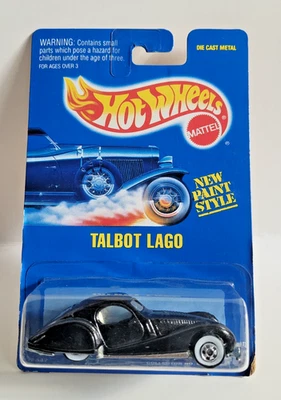 WARNING: Contains small
parts which pose a hazard for
children under the age of three.
FOR AGES OVER 3
DIE CAST METAL
Hot Wheels
MATTEL
NEW
PAINT
STYLE
TALBOT LAGO